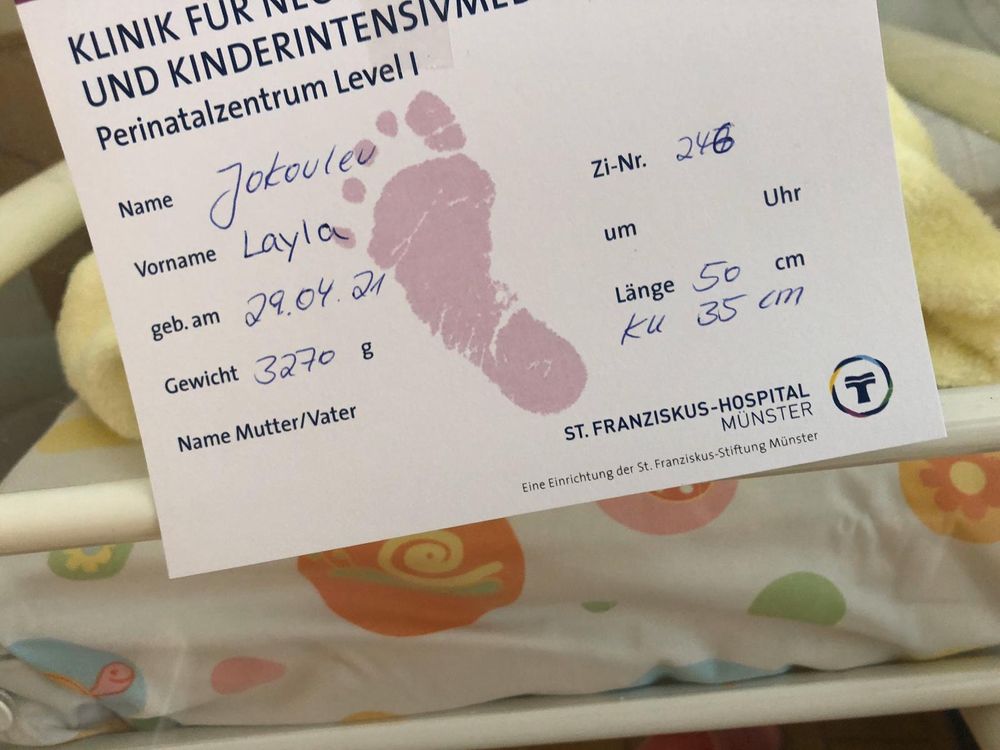 KLINIK FÜR
UND KINDERINTENSIVMED
Perinatalzentrum Level I
Name Jokoulev
Vorname Layla
geb. am 29.04.21
Gewicht 3270 g
Name Mutter/Vater
Zi-Nr. 246
um Uhr
Länge 50 cm
KU 35 cm
ST. FRANZISKUS-HOSPITAL
MÜNSTER
Eine Einrichtung der St. Franziskus-Stiftung Münster